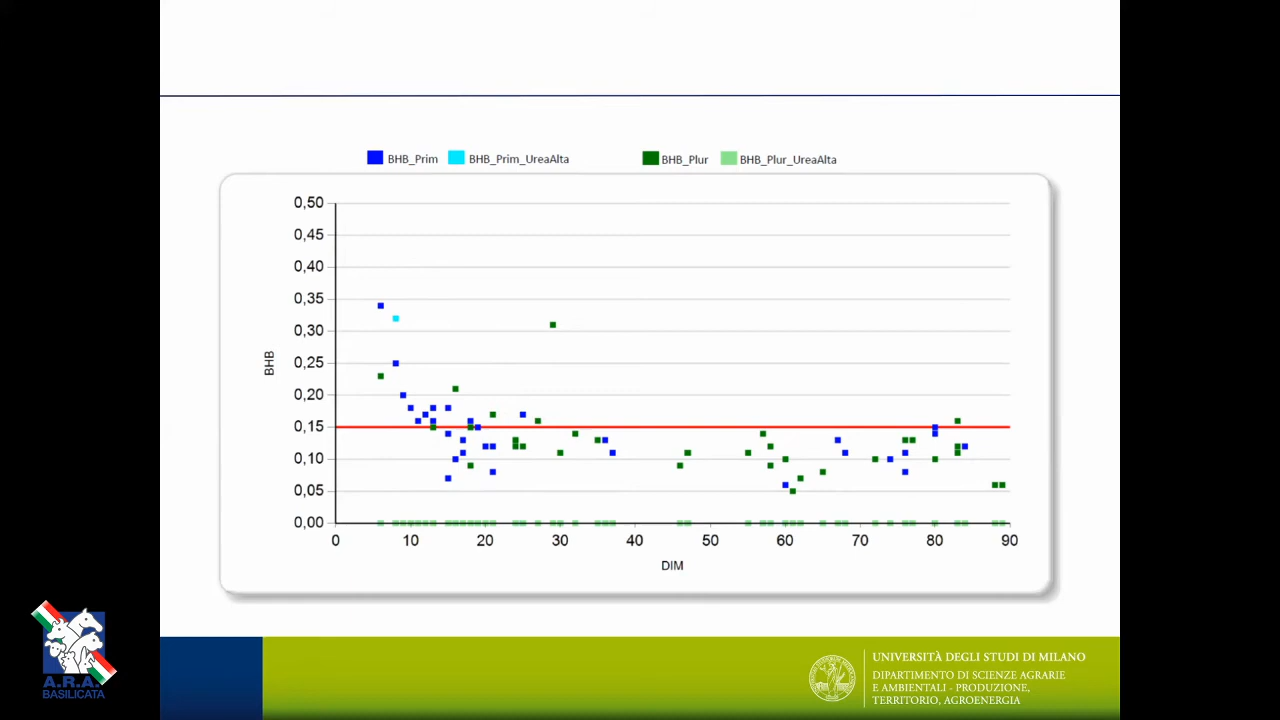 BHB_Prim BHB_Prim_UreaAlta BHB_Plur BHB_Plur_UreaAlta
0,50
0,45
0,40
0,35
0,30
0,25
0,20
0,15
0,10
0,05
0,00
BHB
0 10 20 30 40 50 60 70 80 90
DIM
A.R.A.
BASILICATA
UNIVERSITÀ DEGLI STUDI DI MILANO
DIPARTIMENTO DI SCIENZE AGRARIE
E AMBIENTALI - PRODUZIONE,
TERRITORIO, AGROENERGIA